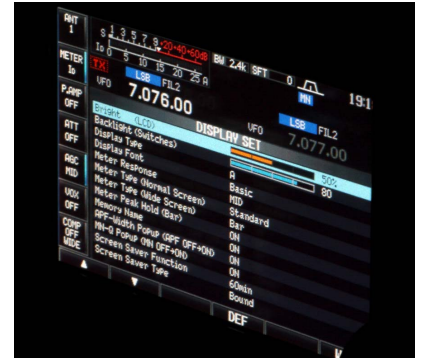 ANT
1
S 1 3 5 7 9 +20+40+60dB
BW 2.4k SFT 0
19:1
METER
ID
ID 0 5 10 15 20 25 A
TX
LSB FIL2
MN
P.AMP
OFF
VFO
7.076.00
LSB FIL2
VFO
7.077.00
ATT
OFF
DISPLAY SET
Bright (LCD) 50%
Backlight (Switches) 80
Display Type A
Display Font Basic
Meter Response MID
Meter Type (Normal Screen) Standard
Meter Type (Wide Screen) Bar
Meter Peak Hold (Bar) ON
Memory Name ON
APF-Width Popup (APF OFF→ON) ON
MN-Q Popup (MN OFF→ON) ON
Screen Saver Function 60min
Screen Saver Type Bound
AGC
MID
VOX
OFF
COMP
OFF
WIDE
DEF